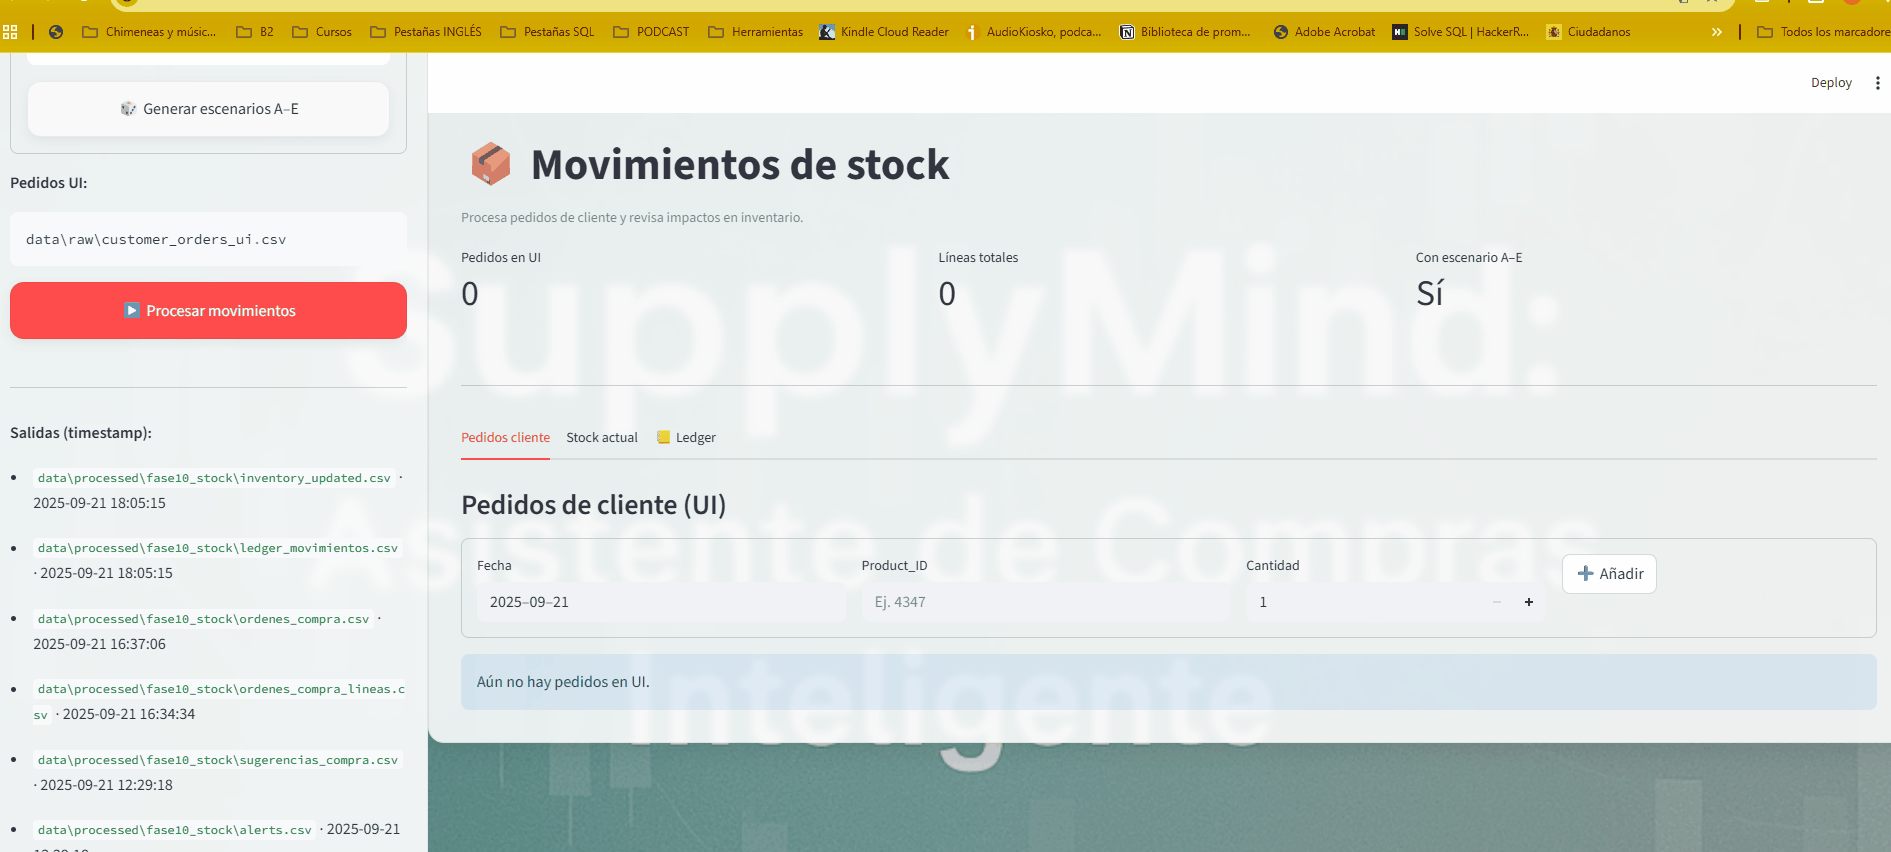 Chimeneas y músic...
B2
Cursos
Pestañas INGLÉS
Pestañas SQL
PODCAST
Herramientas
Kindle Cloud Reader
AudioKiosko, podca...
Biblioteca de prom...
Adobe Acrobat
Solve SQL | HackerR...
Ciudadanos
»
Todos los marcadore
Generar escenarios A–E
Pedidos UI:
data\raw\customer_orders_ui.csv
Procesar movimientos
Salidas (timestamp):
data\processed\fase10_stock\inventory_updated.csv ·
2025-09-21 18:05:15
data\processed\fase10_stock\ledger_movimientos.csv
· 2025-09-21 18:05:15
data\processed\fase10_stock\ordenes_compra.csv ·
2025-09-21 16:37:06
data\processed\fase10_stock\ordenes_compra_lineas.c
sv · 2025-09-21 16:34:34
data\processed\fase10_stock\sugerencias_compra.csv
· 2025-09-21 12:29:18
data\processed\fase10_stock\alerts.csv · 2025-09-21
Deploy
Movimientos de stock
Procesa pedidos de cliente y revisa impactos en inventario.
Pedidos en UI
0
Líneas totales
0
Con escenario A–E
Sí
Pedidos cliente
Stock actual
Ledger
Pedidos de cliente (UI)
Fecha
2025–09–21
Product_ID
Ej. 4347
Cantidad
1
− +
Añadir
Aún no hay pedidos en UI.
SupplyMind:
Asistente de Compras
Inteligente